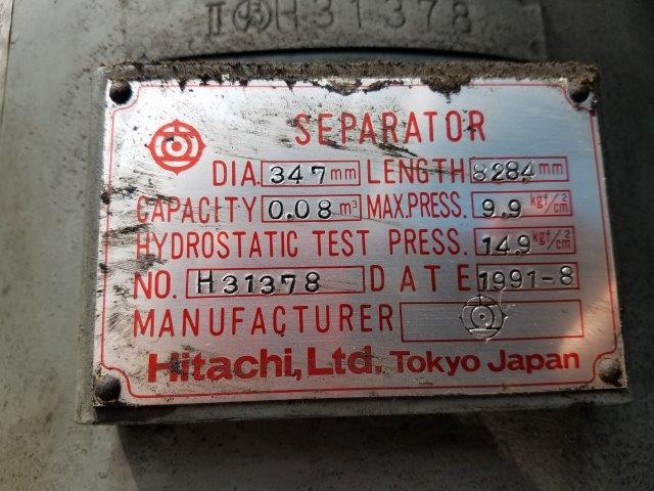 H31378
SEPARATOR
DIA. 347 mm LENGTH 8284 mm
CAPACITY 0.08 m³ MAX.PRESS. 9.9 kgf/cm²
HYDROSTATIC TEST PRESS. 14.9 kgf/cm²
NO. H31378 DATE 1991-8
MANUFACTURER
Hitachi, Ltd. Tokyo Japan